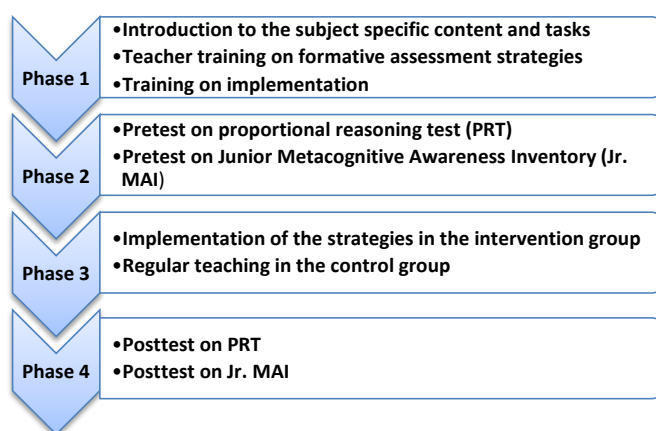 Phase 1
•Introduction to the subject specific content and tasks
•Teacher training on formative assessment strategies
•Training on implementation
Phase 2
•Pretest on proportional reasoning test (PRT)
•Pretest on Junior Metacognitive Awareness Inventory (Jr.
MAI)
Phase 3
•Implementation of the strategies in the intervention group
•Regular teaching in the control group
Phase 4
•Posttest on PRT
•Posttest on Jr. MAI